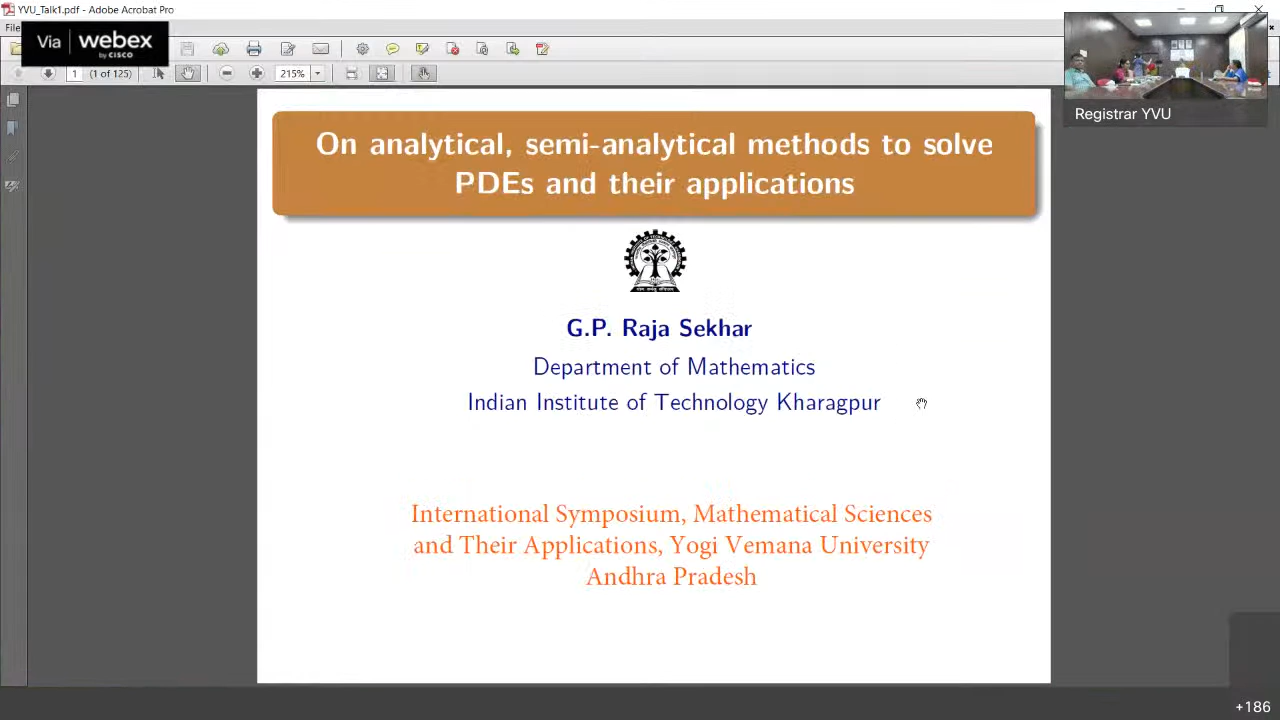 YVU_Talk1.pdf - Adobe Acrobat Pro
File
Via webex
by CISCO
1 (1 of 125) 215%
Registrar YVU
On analytical, semi-analytical methods to solve
PDEs and their applications
G.P. Raja Sekhar
Department of Mathematics
Indian Institute of Technology Kharagpur
International Symposium, Mathematical Sciences
and Their Applications, Yogi Vemana University
Andhra Pradesh
+186